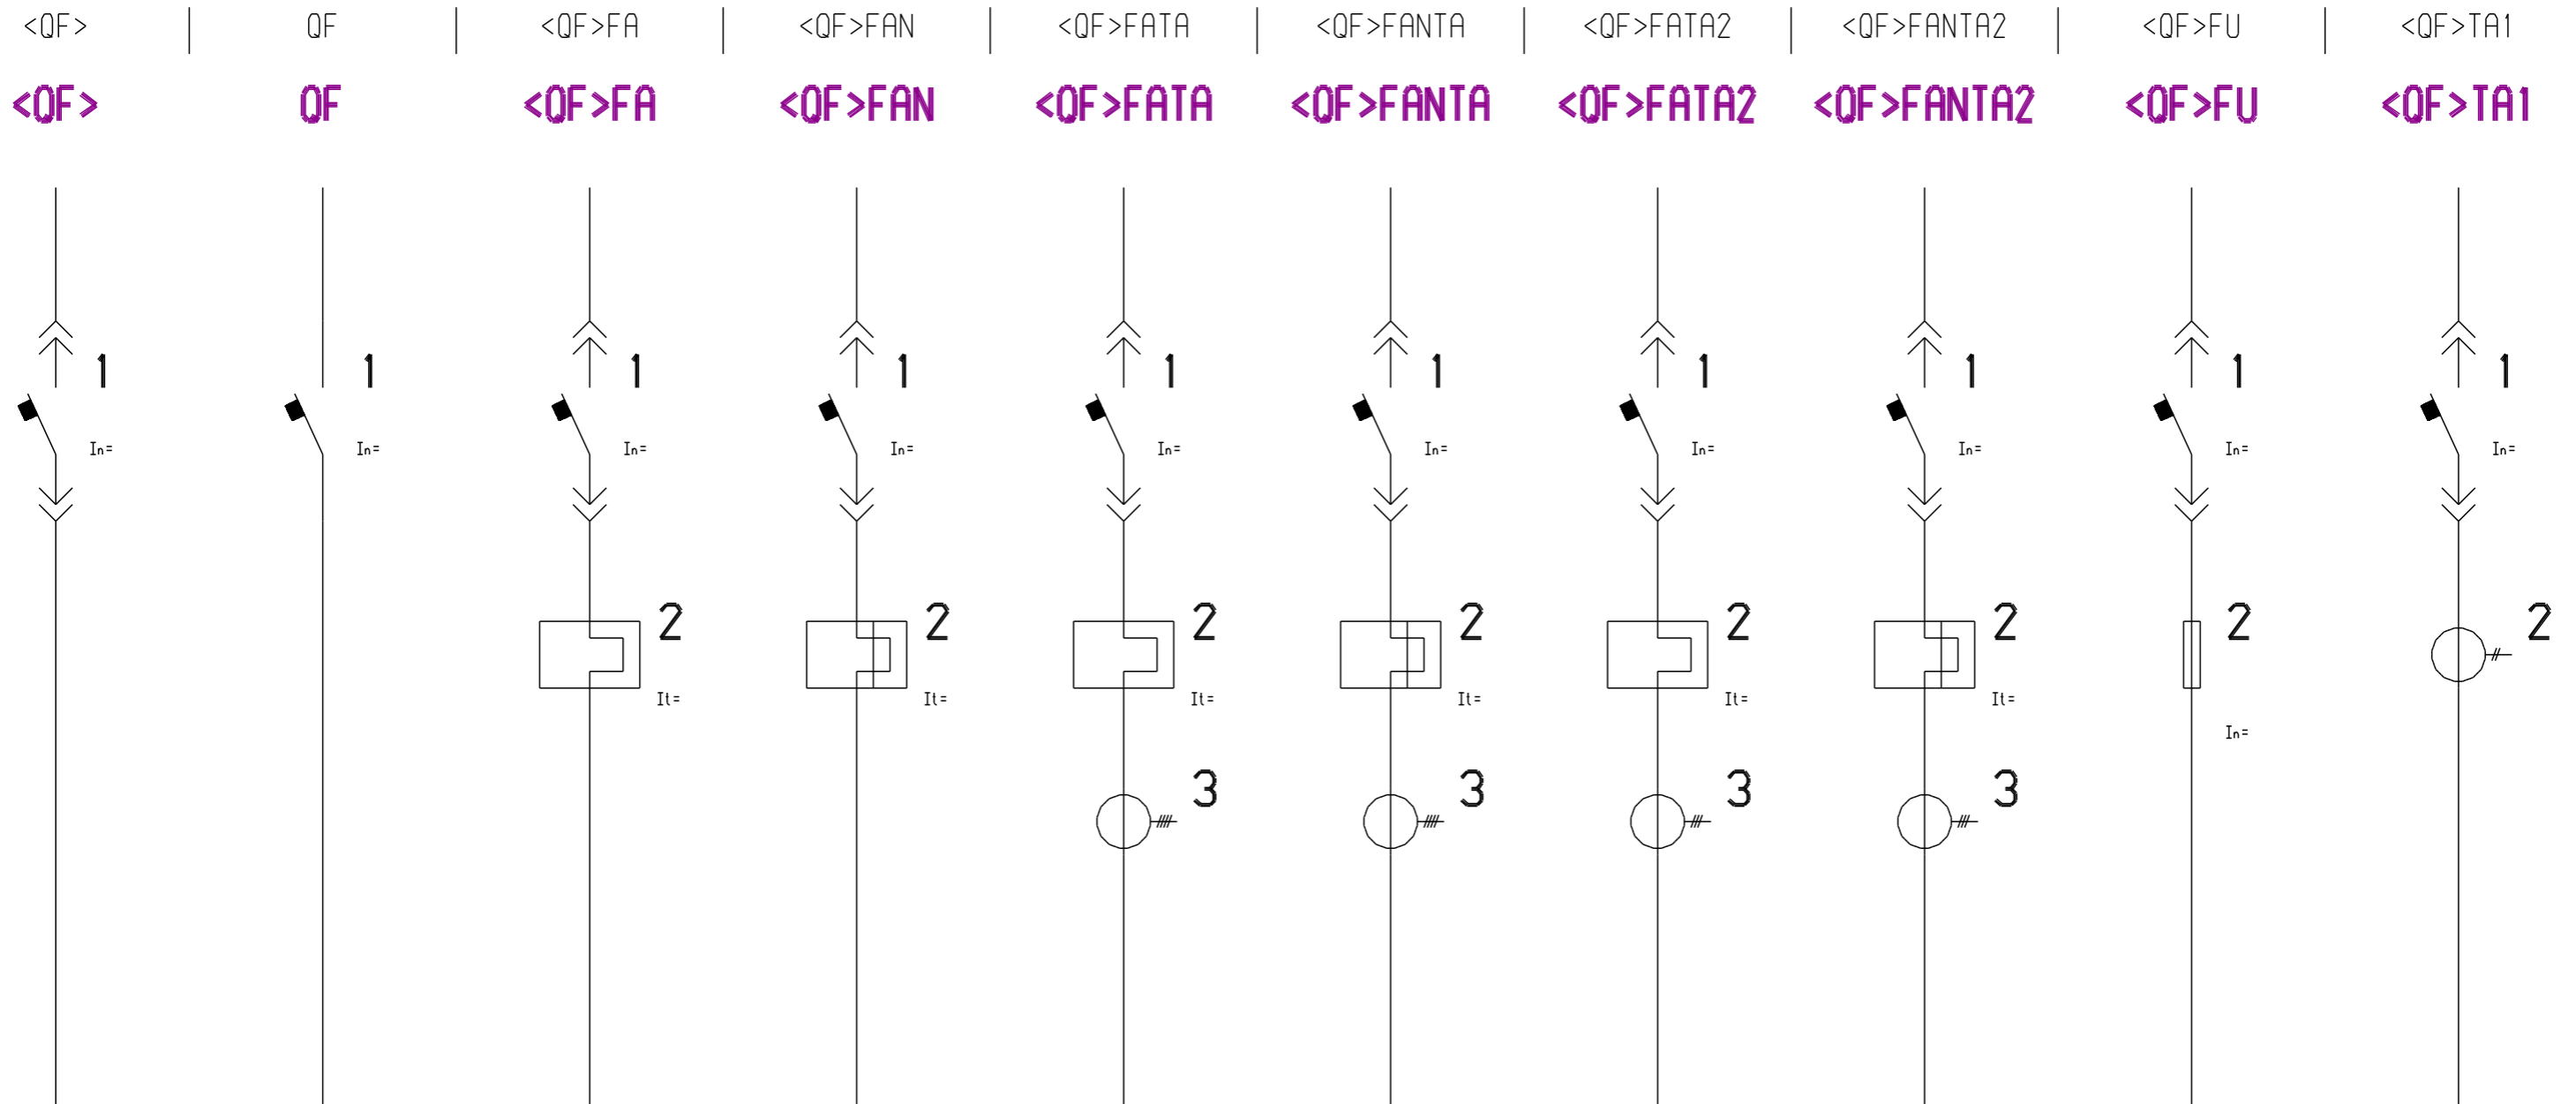 <QF> QF <QF>FA <QF>FAN <QF>FATA <QF>FANTA <QF>FATA2 <QF>FANTA2 <QF>FU <QF>TA1
<QF> QF <QF>FA <QF>FAN <QF>FATA <QF>FANTA <QF>FATA2 <QF>FANTA2 <QF>FU <QF>TA1
1 1 1 1 1 1 1 1 1 1
In= In= In= In= In= In= In= In= In= In=
2 2 2 2 2 2 2 2
It= It= It= It= It= It=
In=
3 3 3 3